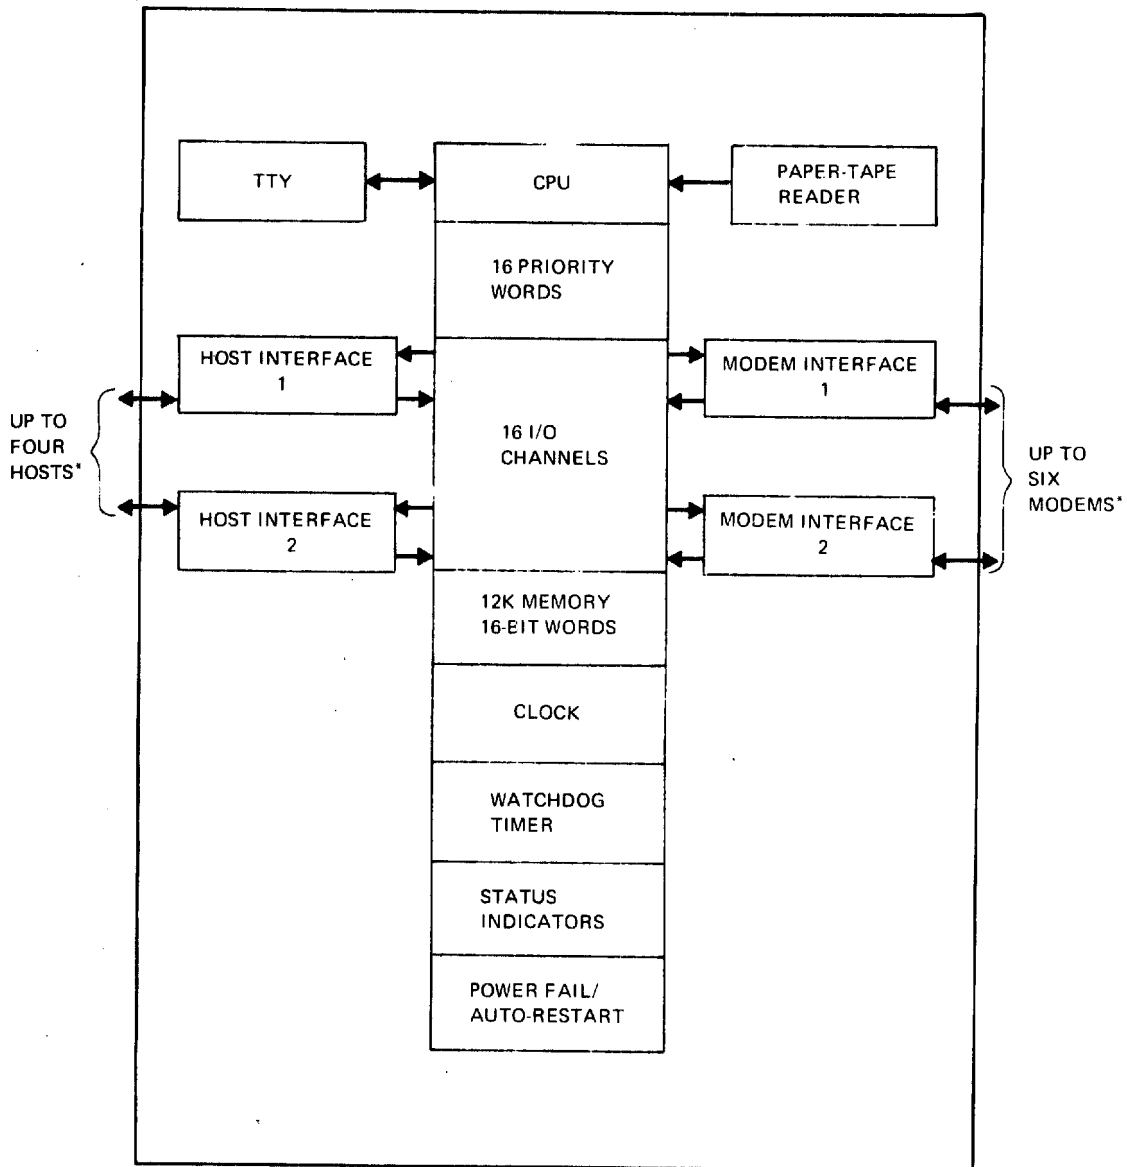 TTY
CPU
PAPER-TAPE
READER
16 PRIORITY
WORDS
HOST INTERFACE
1
MODEM INTERFACE
1
UP TO
FOUR
HOSTS*
16 I/O
CHANNELS
UP TO
SIX
MODEMS*
HOST INTERFACE
2
MODEM INTERFACE
2
12K MEMORY
16-BIT WORDS
CLOCK
WATCHDOG
TIMER
STATUS
INDICATORS
POWER FAIL/
AUTO-RESTART